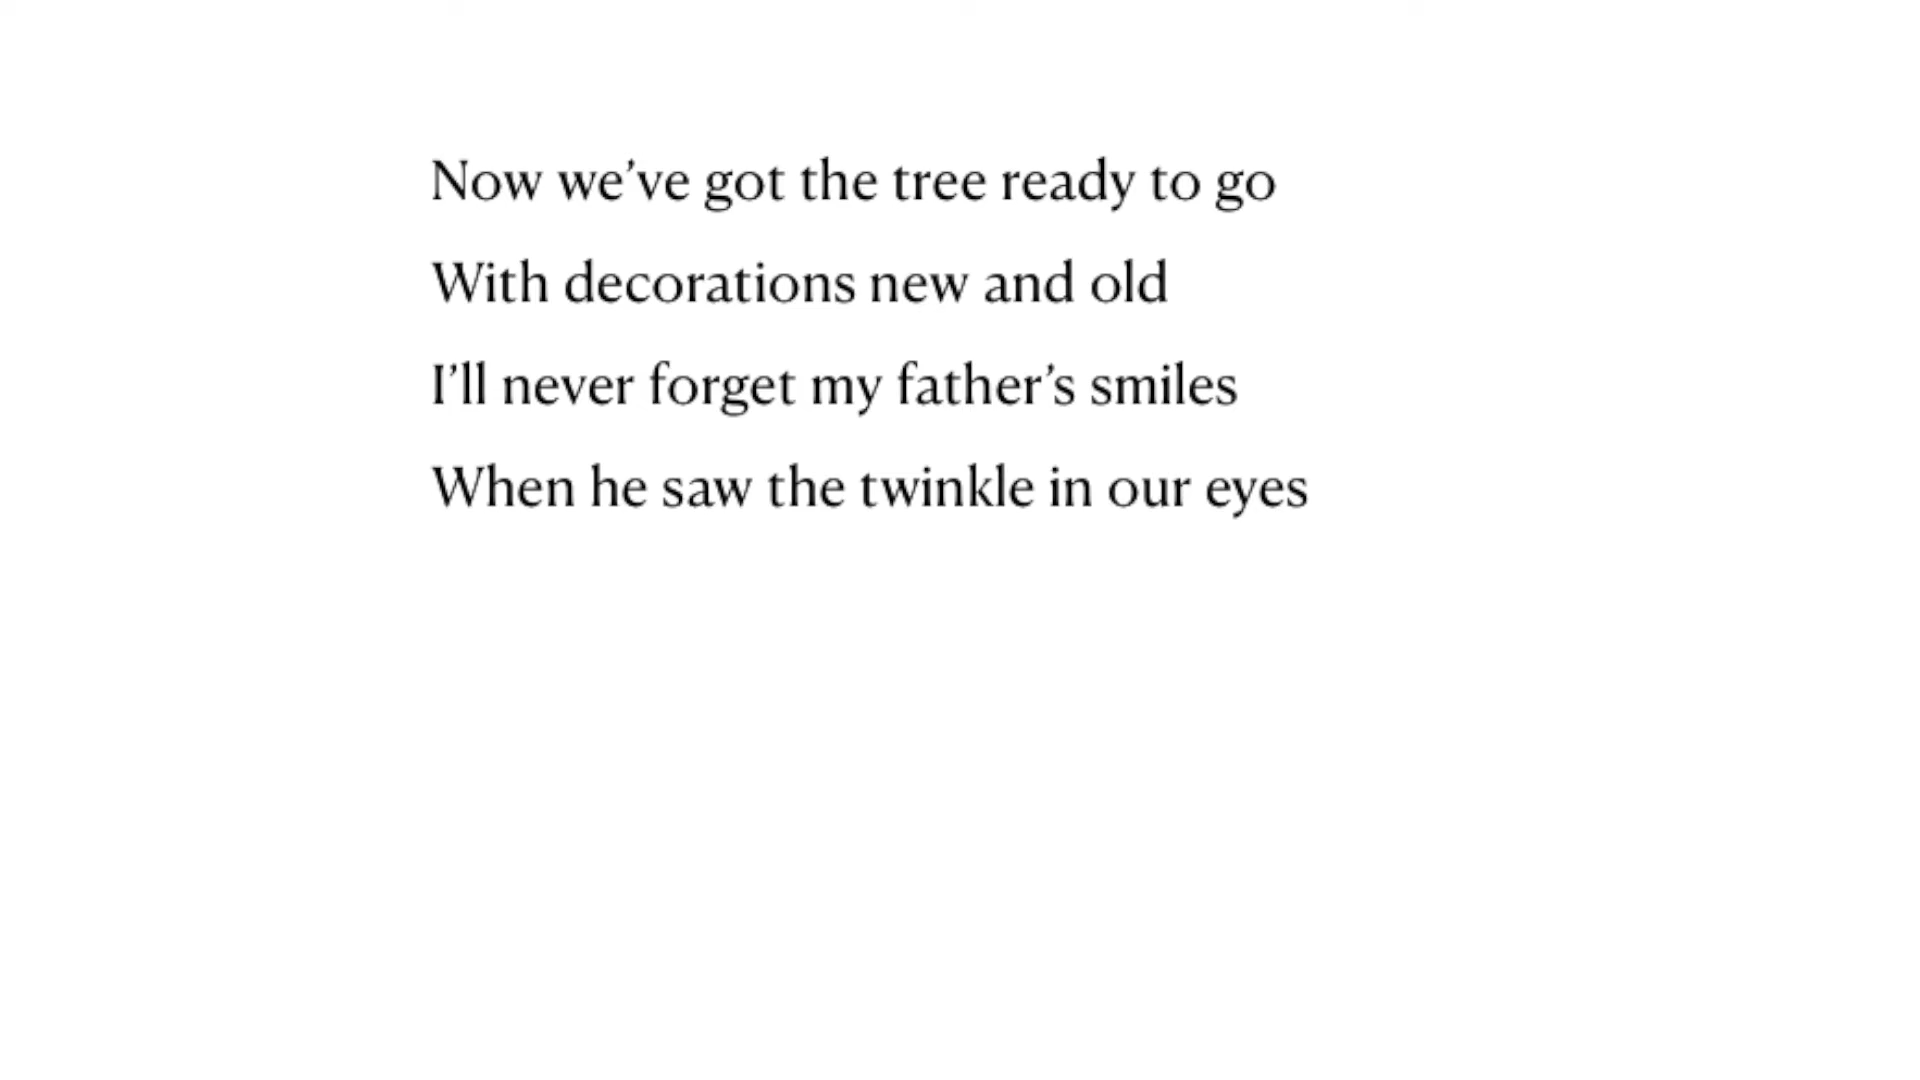 Now we’ve got the tree ready to go
With decorations new and old
I’ll never forget my father’s smiles
When he saw the twinkle in our eyes